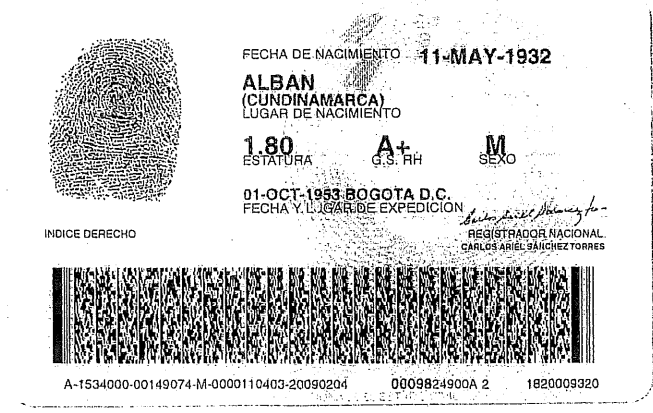 FECHA DE NACIMIENTO 11-MAY-1932
ALBAN
(CUNDINAMARCA)
LUGAR DE NACIMIENTO
1.80 A+ M
ESTATURA G.S. RH SEXO
01-OCT-1953 BOGOTA D.C.
FECHA Y LUGAR DE EXPEDICIÓN
INDICE DERECHO
REGISTRADOR NACIONAL
CARLOS ARIEL SÁNCHEZ TORRES
A-1534000-00149074-M-0000110403-20090204 0009824900A 2 1820009320